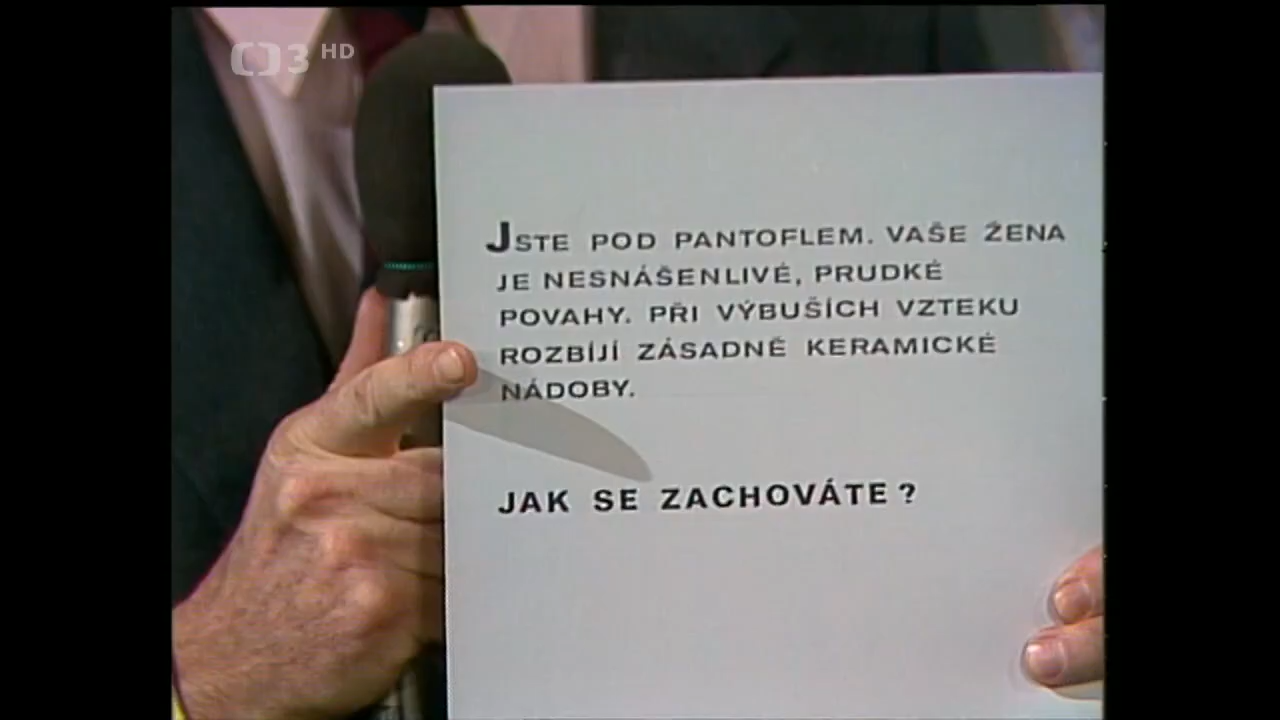 ČT3 HD
JSTE POD PANTOFLEM. VAŠE ŽENA
JE NESNÁŠENLIVÉ, PRUDKÉ
POVAHY. PŘI VÝBUŠÍCH VZTEKU
ROZBÍJÍ ZÁSADNĚ KERAMICKÉ
NÁDOBY.
JAK SE ZACHOVÁTE?